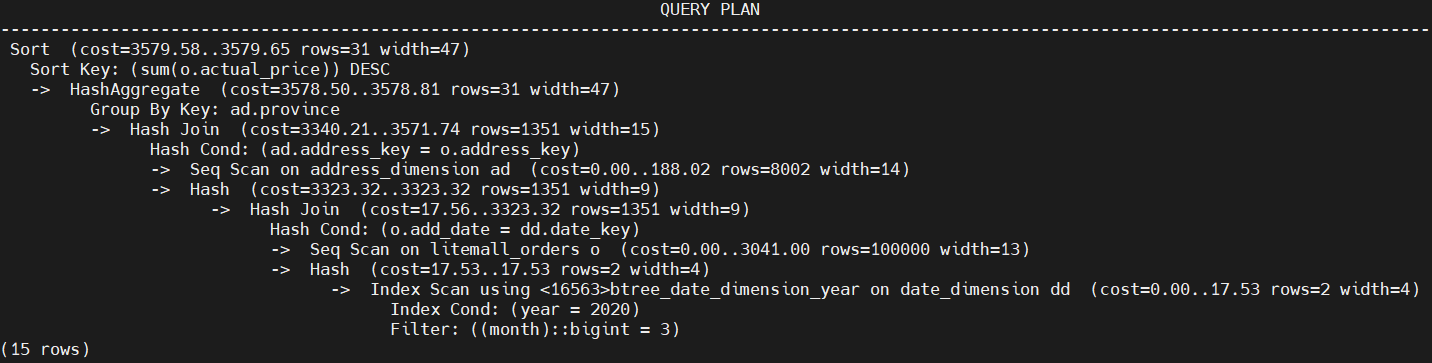 QUERY PLAN
--------------------------------------------------------------------------------------------------------------------------------------------
Sort  (cost=3579.58..3579.65 rows=31 width=47)
  Sort Key: (sum(o.actual_price)) DESC
  ->  HashAggregate  (cost=3578.50..3578.81 rows=31 width=47)
        Group By Key: ad.province
        ->  Hash Join  (cost=3340.21..3571.74 rows=1351 width=15)
              Hash Cond: (ad.address_key = o.address_key)
              ->  Seq Scan on address_dimension ad  (cost=0.00..188.02 rows=8002 width=14)
              ->  Hash  (cost=3323.32..3323.32 rows=1351 width=9)
                    ->  Hash Join  (cost=17.56..3323.32 rows=1351 width=9)
                          Hash Cond: (o.add_date = dd.date_key)
                          ->  Seq Scan on litemall_orders o  (cost=0.00..3041.00 rows=100000 width=13)
                          ->  Hash  (cost=17.53..17.53 rows=2 width=4)
                                ->  Index Scan using <16563>btree_date_dimension_year on date_dimension dd  (cost=0.00..17.53 rows=2 width=4)
                                      Index Cond: (year = 2020)
                                      Filter: ((month)::bigint = 3)
(15 rows)